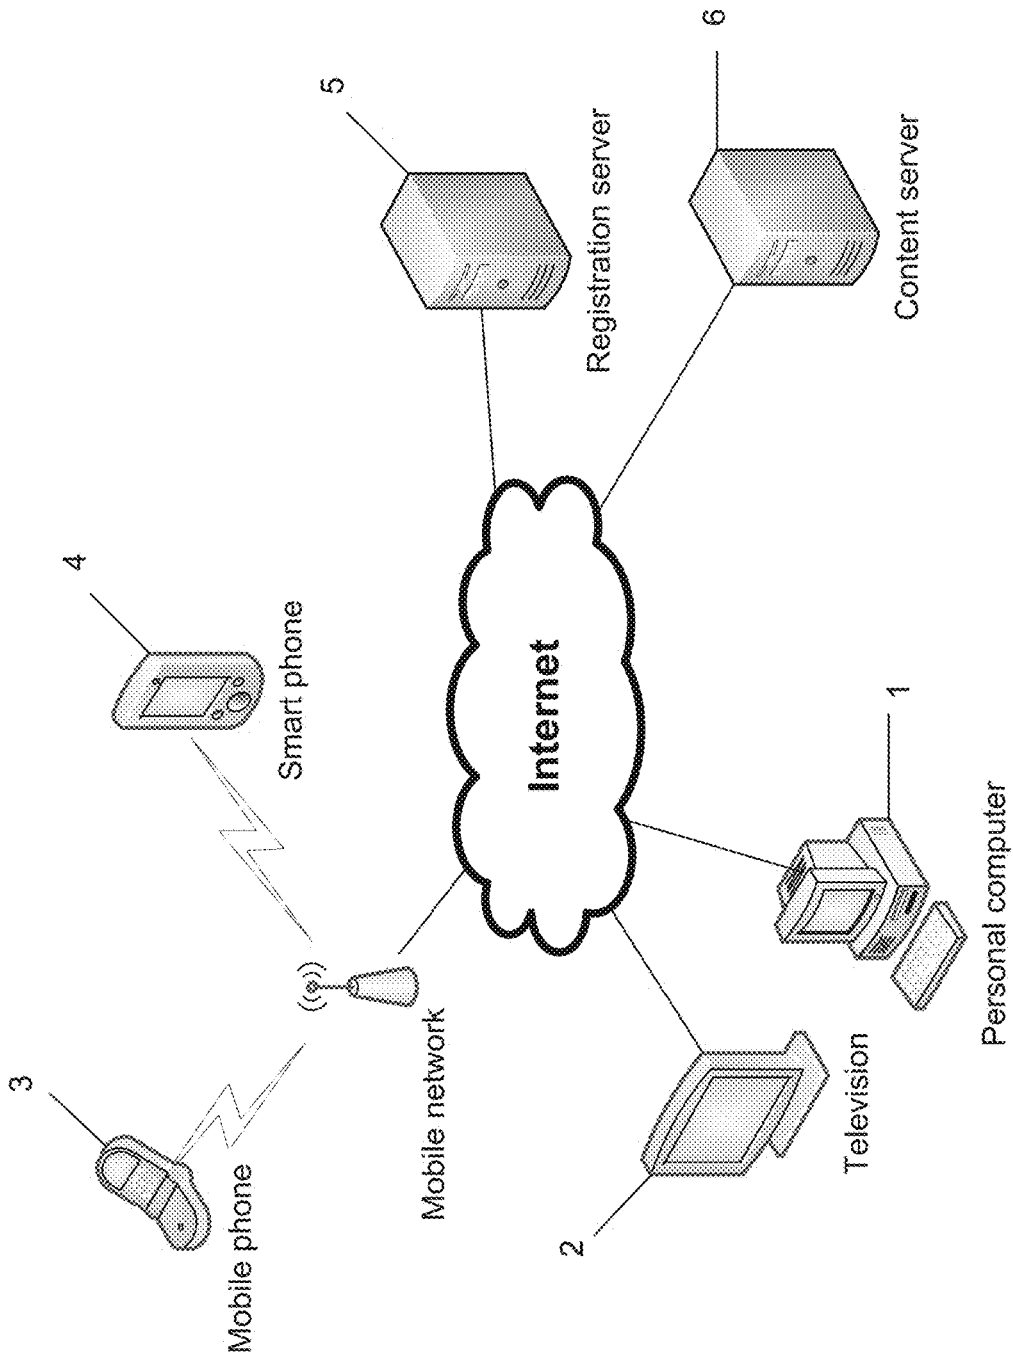 3
4
Mobile phone
Smart phone
5
Mobile network
Internet
2
Registration server
6
Television
1
Content server
Personal computer